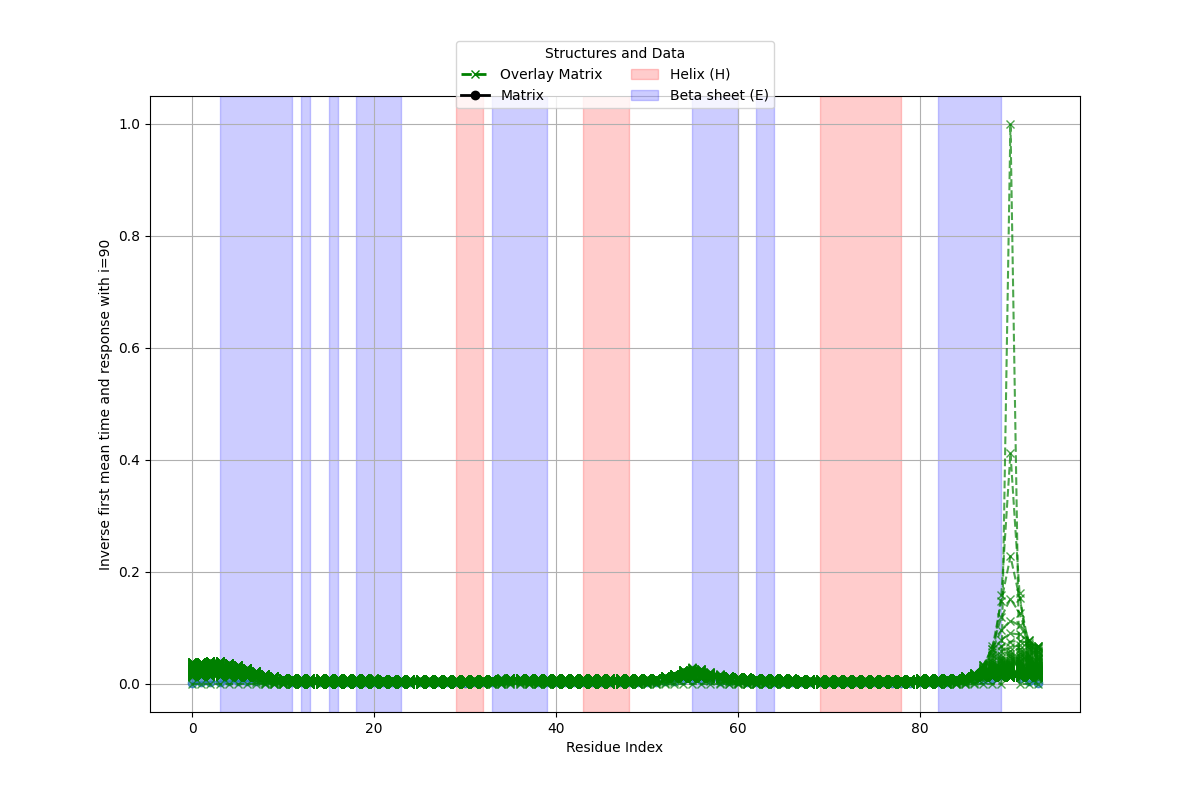 Structures and Data
Overlay Matrix
Helix (H)
Matrix
Beta sheet (E)
1.0
0.8
0.6
0.4
0.2
0.0
Inverse first mean time and response with i=90
0 20 40 60 80
Residue Index